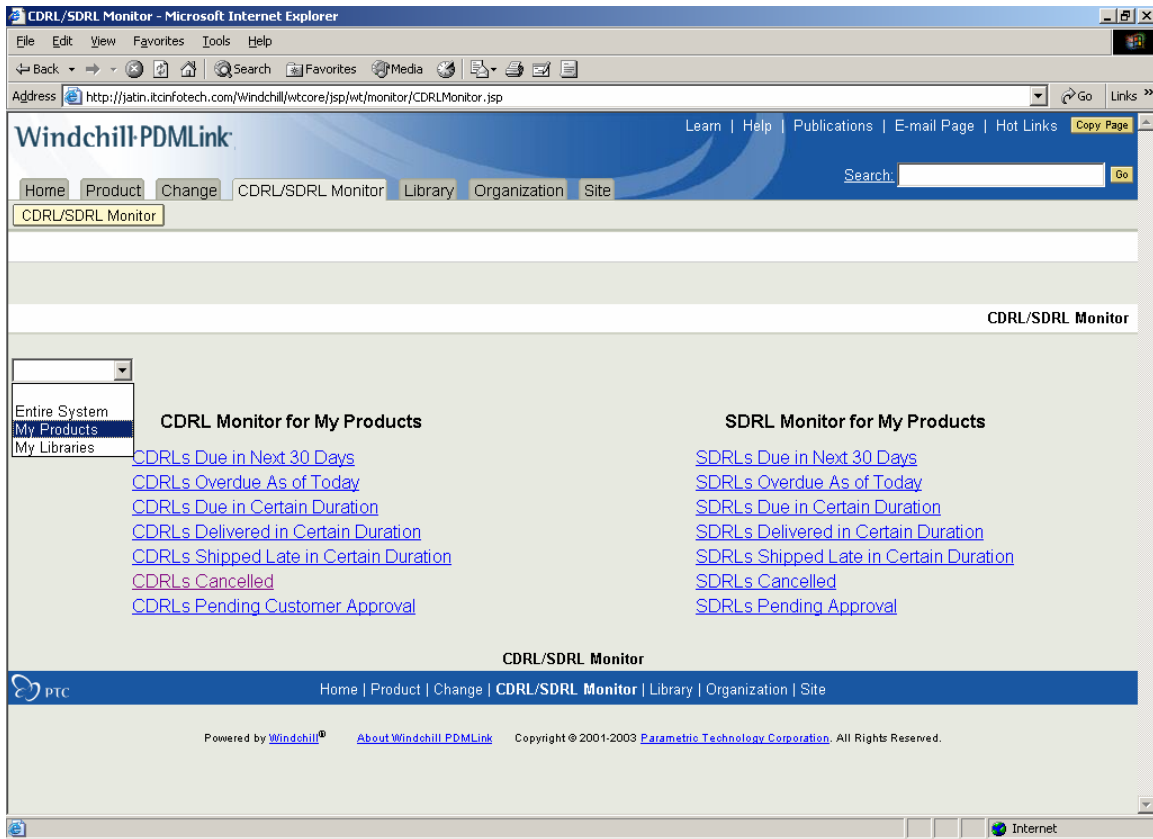 CDRL/SDRL Monitor - Microsoft Internet Explorer
File Edit View Favorites Tools Help
Back Search Favorites Media
Address http://jatin.itcinfotech.com/Windchill/wtcore/jsp/wt/monitor/CDRLMonitor.jsp Go Links »
Windchill PDMLink
Learn | Help | Publications | E-mail Page | Hot Links Copy Page
Search: Go
Home Product Change CDRL/SDRL Monitor Library Organization Site
CDRL/SDRL Monitor
CDRL/SDRL Monitor
Entire System
My Products
My Libraries
CDRL Monitor for My Products
CDRLs Due in Next 30 Days
CDRLs Overdue As of Today
CDRLs Due in Certain Duration
CDRLs Delivered in Certain Duration
CDRLs Shipped Late in Certain Duration
CDRLs Cancelled
CDRLs Pending Customer Approval
SDRL Monitor for My Products
SDRLs Due in Next 30 Days
SDRLs Overdue As of Today
SDRLs Due in Certain Duration
SDRLs Delivered in Certain Duration
SDRLs Shipped Late in Certain Duration
SDRLs Cancelled
SDRLs Pending Approval
CDRL/SDRL Monitor
PTC Home | Product | Change | CDRL/SDRL Monitor | Library | Organization | Site
Powered by Windchill® About Windchill PDMLink Copyright © 2001-2003 Parametric Technology Corporation. All Rights Reserved.
Internet